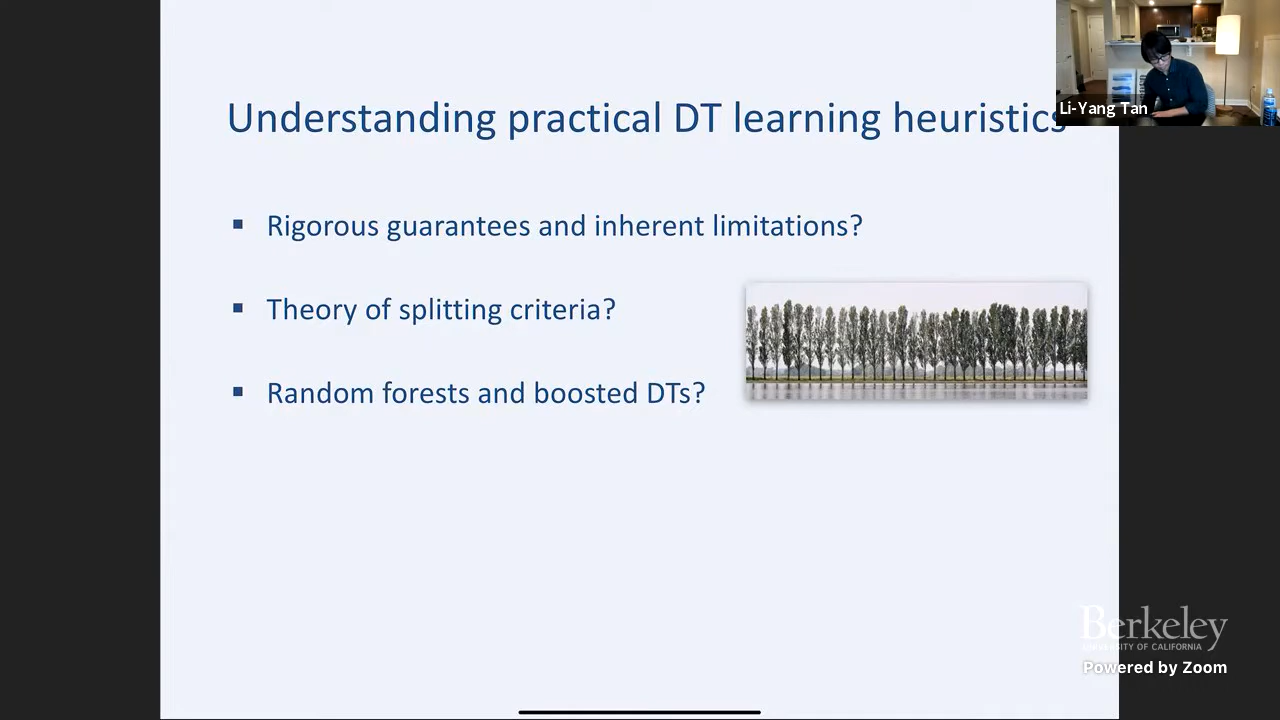 Understanding practical DT learning heuristics
Li-Yang Tan
▪ Rigorous guarantees and inherent limitations?
▪ Theory of splitting criteria?
▪ Random forests and boosted DTs?
Berkeley
UNIVERSITY OF CALIFORNIA
Powered by Zoom